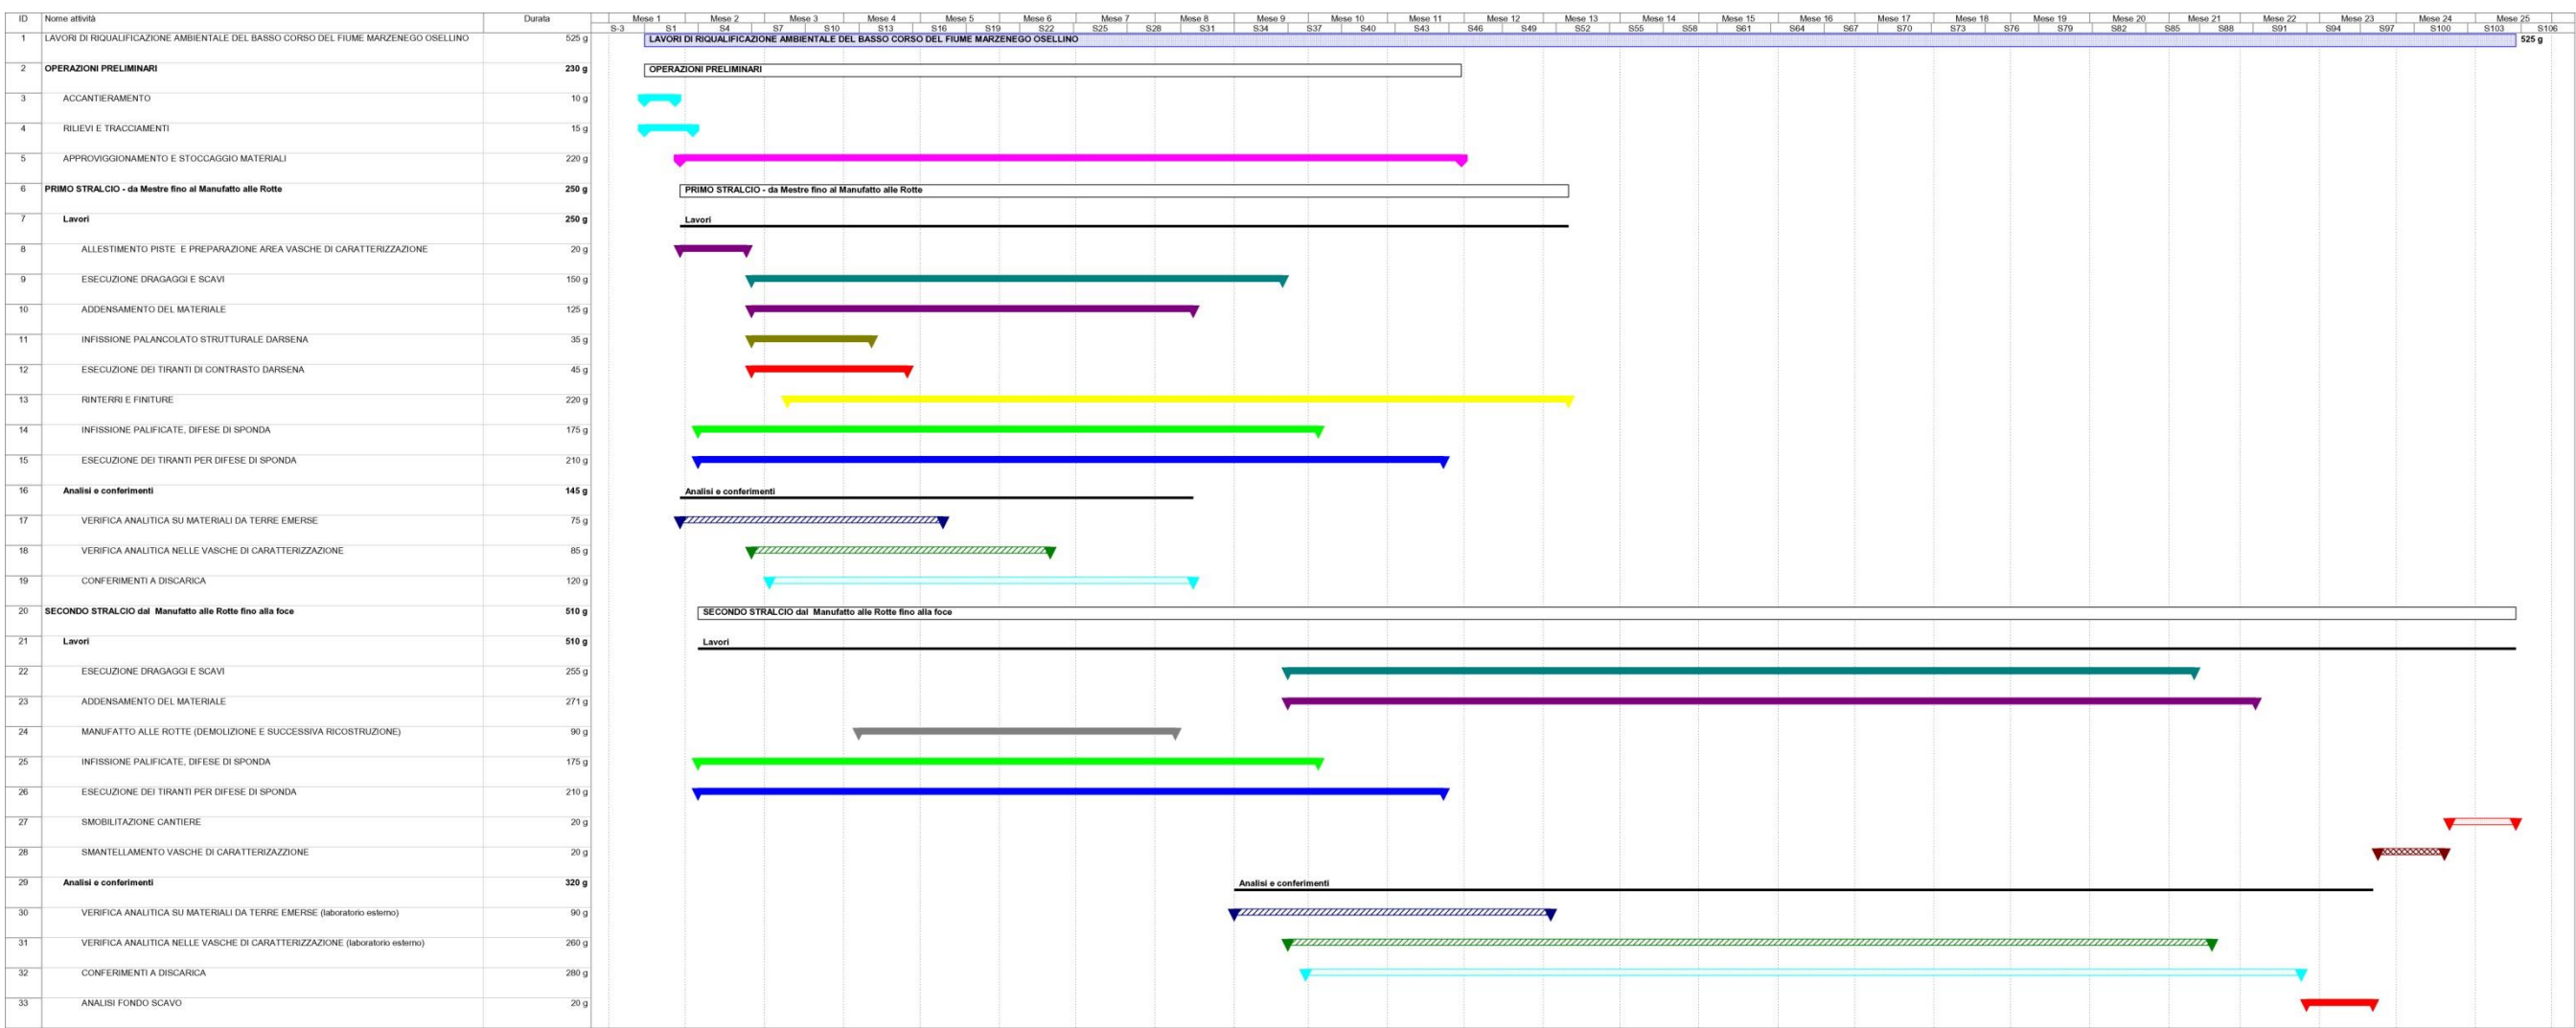 ID Nome attività Durata Mese 1 Mese 2 Mese 3 Mese 4 Mese 5 Mese 6 Mese 7 Mese 8 Mese 9 Mese 10 Mese 11 Mese 12 Mese 13 Mese 14 Mese 15 Mese 16 Mese 17 Mese 18 Mese 19 Mese 20 Mese 21 Mese 22 Mese 23 Mese 24 Mese 25
S-3 S1 S4 S7 S10 S13 S16 S19 S22 S25 S28 S31 S34 S37 S40 S43 S46 S49 S52 S55 S58 S61 S64 S67 S70 S73 S76 S79 S82 S85 S88 S91 S94 S97 S100 S103 S106
1 LAVORI DI RIQUALIFICAZIONE AMBIENTALE DEL BASSO CORSO DEL FIUME MARZENEGO OSELLINO 525 g LAVORI DI RIQUALIFICAZIONE AMBIENTALE DEL BASSO CORSO DEL FIUME MARZENEGO OSELLINO 525 g
2 OPERAZIONI PRELIMINARI 230 g OPERAZIONI PRELIMINARI
3 ACCANTIERAMENTO 10 g
4 RILIEVI E TRACCIAMENTI 15 g
5 APPROVIGGIONAMENTO E STOCCAGGIO MATERIALI 220 g
6 PRIMO STRALCIO - da Mestre fino al Manufatto alle Rotte 250 g PRIMO STRALCIO - da Mestre fino al Manufatto alle Rotte
7 Lavori 250 g Lavori
8 ALLESTIMENTO PISTE E PREPARAZIONE AREA VASCHE DI CARATTERIZZAZIONE 20 g
9 ESECUZIONE DRAGAGGI E SCAVI 150 g
10 ADDENSAMENTO DEL MATERIALE 125 g
11 INFISSIONE PALANCOLATO STRUTTURALE DARSENA 35 g
12 ESECUZIONE DEI TIRANTI DI CONTRASTO DARSENA 45 g
13 RINTERRI E FINITURE 220 g
14 INFISSIONE PALIFICATE, DIFESE DI SPONDA 175 g
15 ESECUZIONE DEI TIRANTI PER DIFESE DI SPONDA 210 g
16 Analisi e conferimenti 145 g Analisi e conferimenti
17 VERIFICA ANALITICA SU MATERIALI DA TERRE EMERSE 75 g
18 VERIFICA ANALITICA NELLE VASCHE DI CARATTERIZZAZIONE 85 g
19 CONFERIMENTI A DISCARICA 120 g
20 SECONDO STRALCIO dal Manufatto alle Rotte fino alla foce 510 g SECONDO STRALCIO dal Manufatto alle Rotte fino alla foce
21 Lavori 510 g Lavori
22 ESECUZIONE DRAGAGGI E SCAVI 255 g
23 ADDENSAMENTO DEL MATERIALE 271 g
24 MANUFATTO ALLE ROTTE (DEMOLIZIONE E SUCCESSIVA RICOSTRUZIONE) 90 g
25 INFISSIONE PALIFICATE, DIFESE DI SPONDA 175 g
26 ESECUZIONE DEI TIRANTI PER DIFESE DI SPONDA 210 g
27 SMOBILITAZIONE CANTIERE 20 g
28 SMANTELLAMENTO VASCHE DI CARATTERIZAZZIONE 20 g
29 Analisi e conferimenti 320 g Analisi e conferimenti
30 VERIFICA ANALITICA SU MATERIALI DA TERRE EMERSE (laboratorio esterno) 90 g
31 VERIFICA ANALITICA NELLE VASCHE DI CARATTERIZZAZIONE (laboratorio esterno) 260 g
32 CONFERIMENTI A DISCARICA 280 g
33 ANALISI FONDO SCAVO 20 g